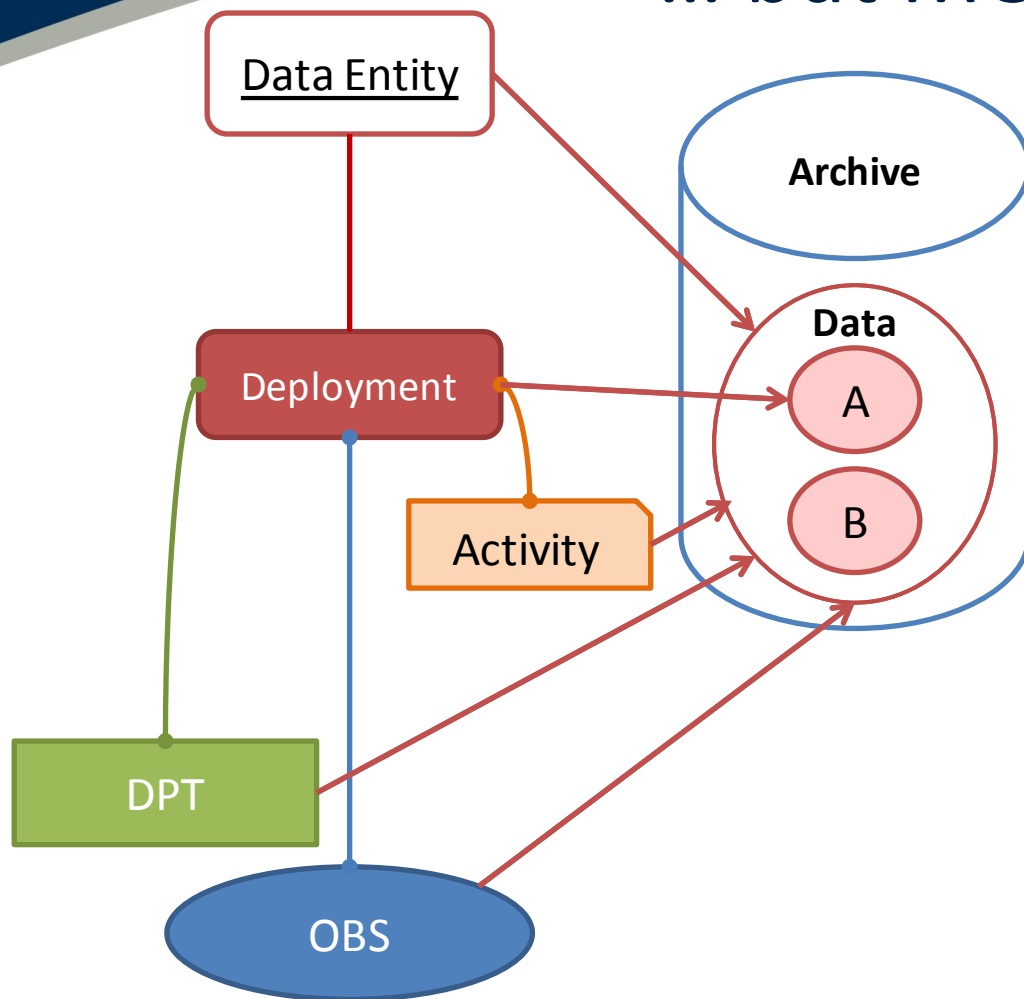 Data Entity
Archive
Data
Deployment
A
B
Activity
DPT
OBS